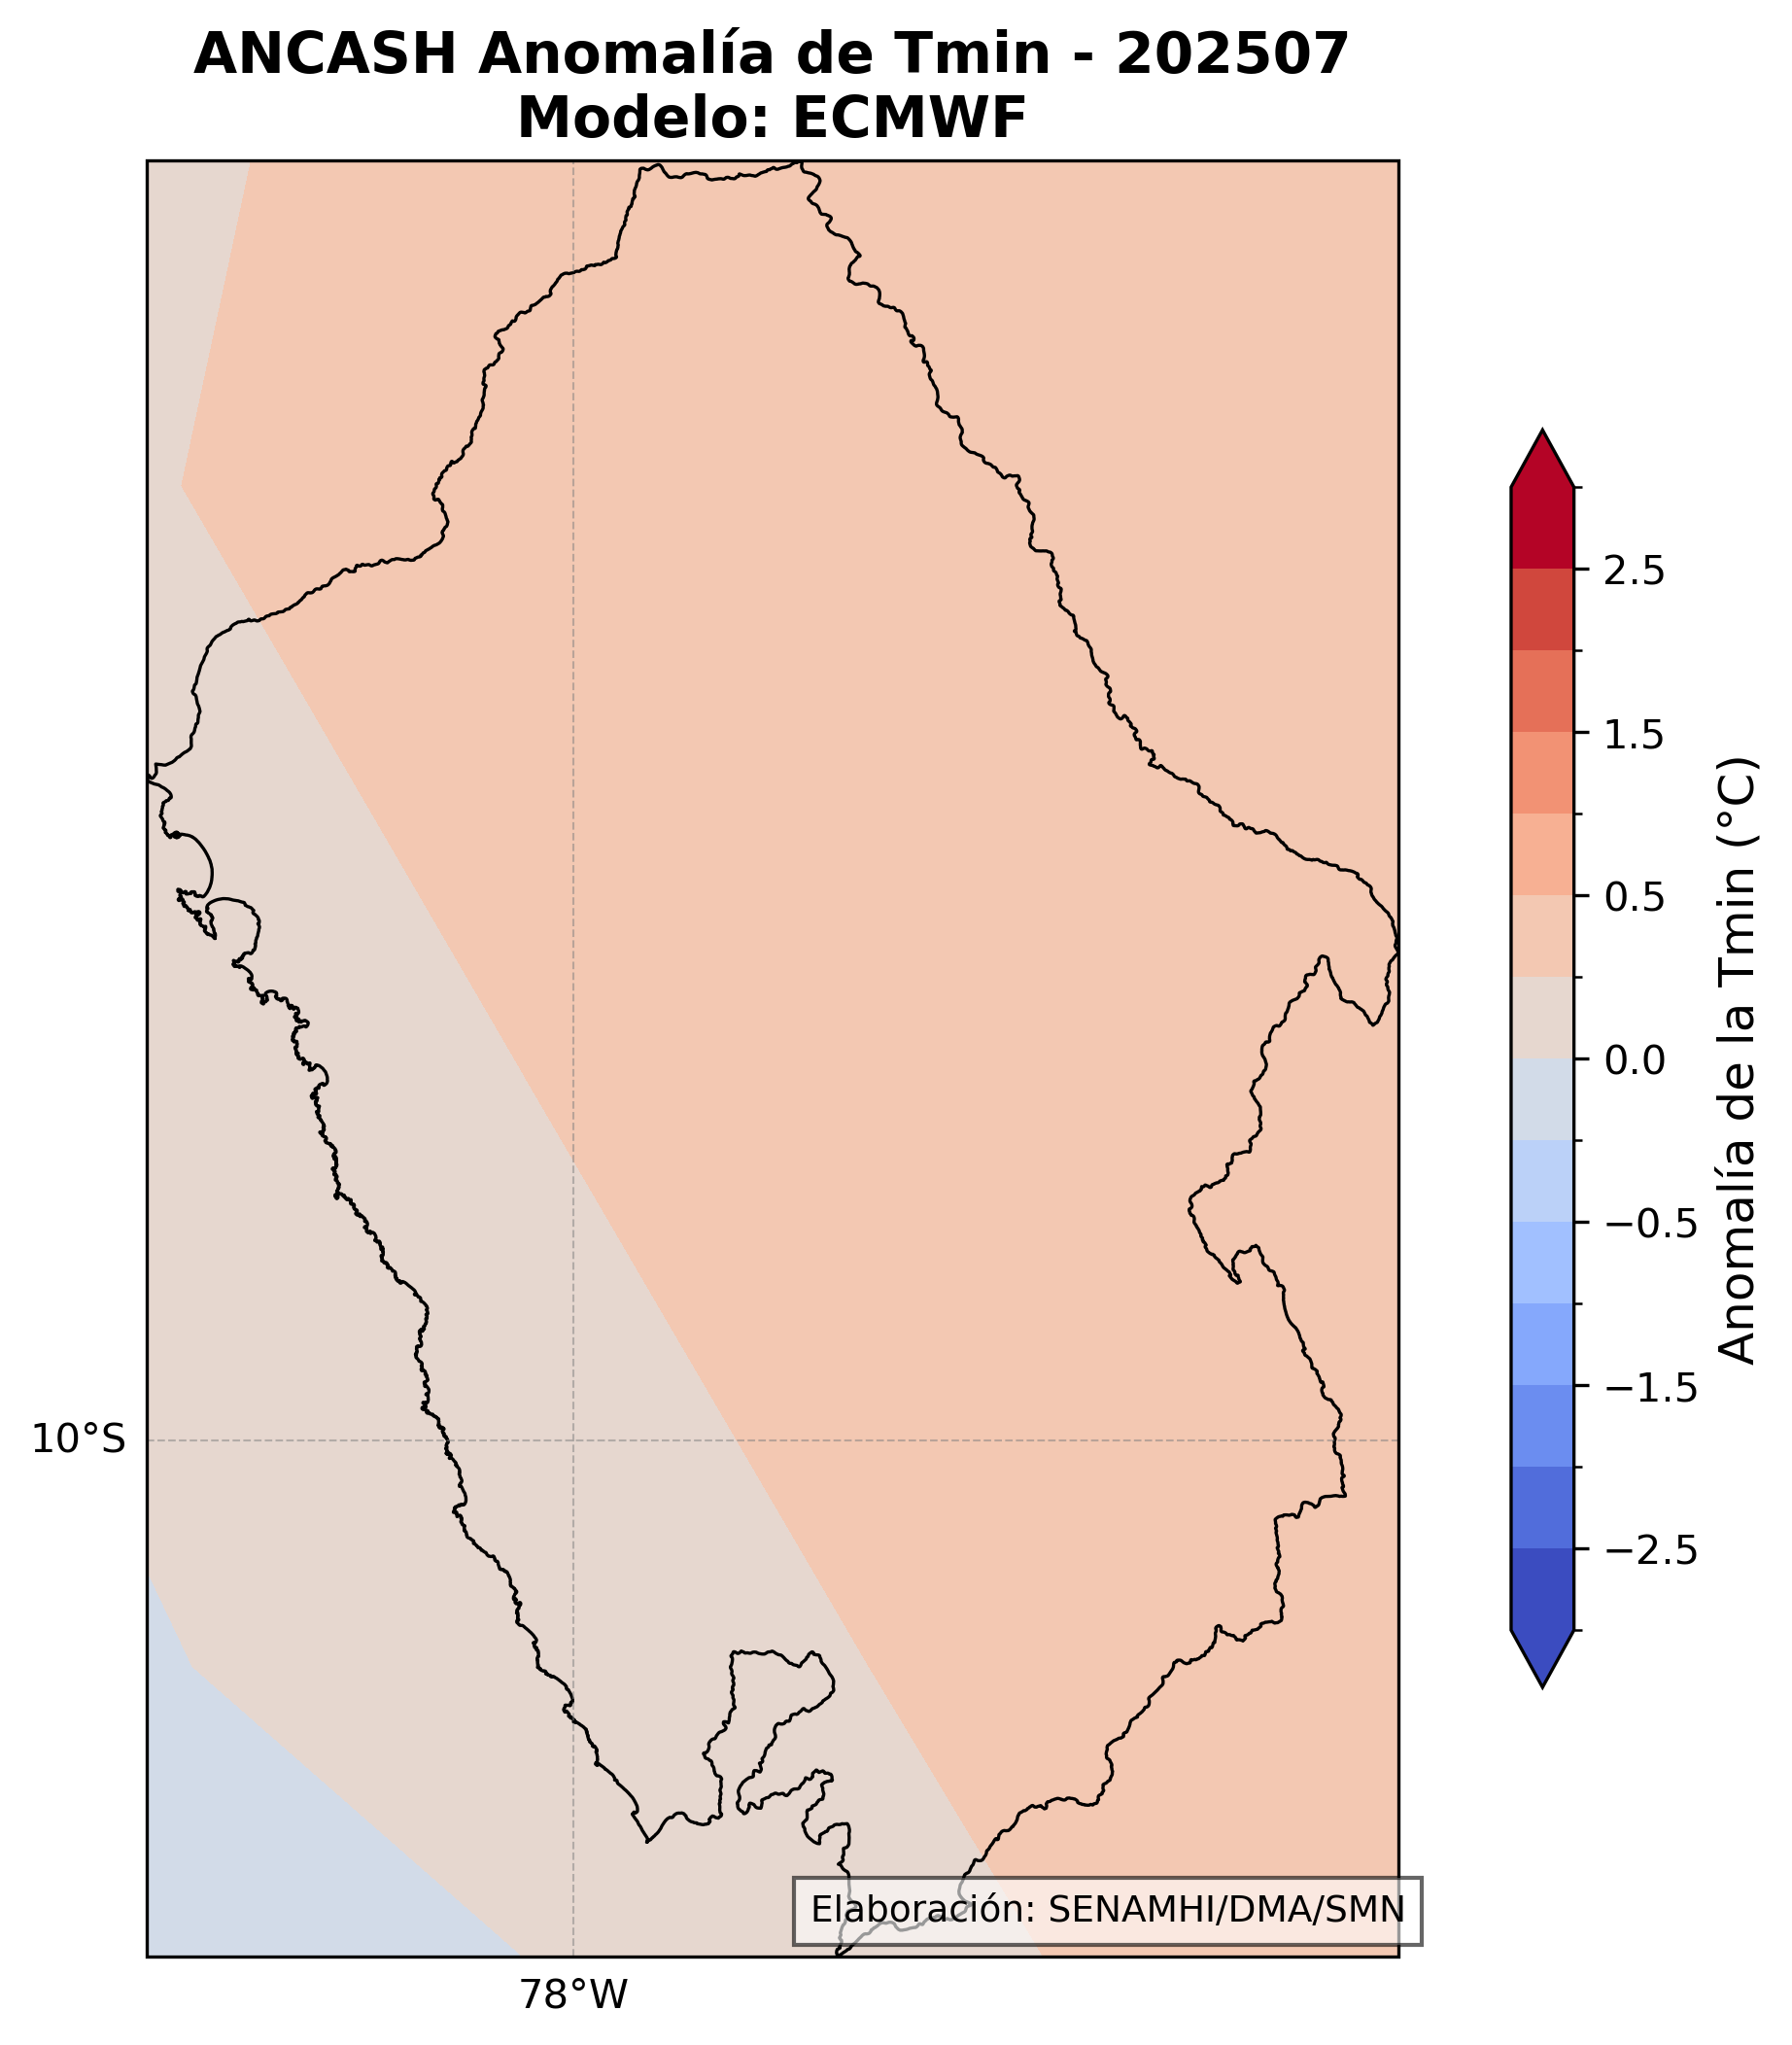 ANCASH Anomalía de Tmin - 202507
Modelo: ECMWF
2.5
1.5
0.5
0.0
−0.5
−1.5
−2.5
Anomalía de la Tmin (°C)
10°S
78°W
Elaboración: SENAMHI/DMA/SMN